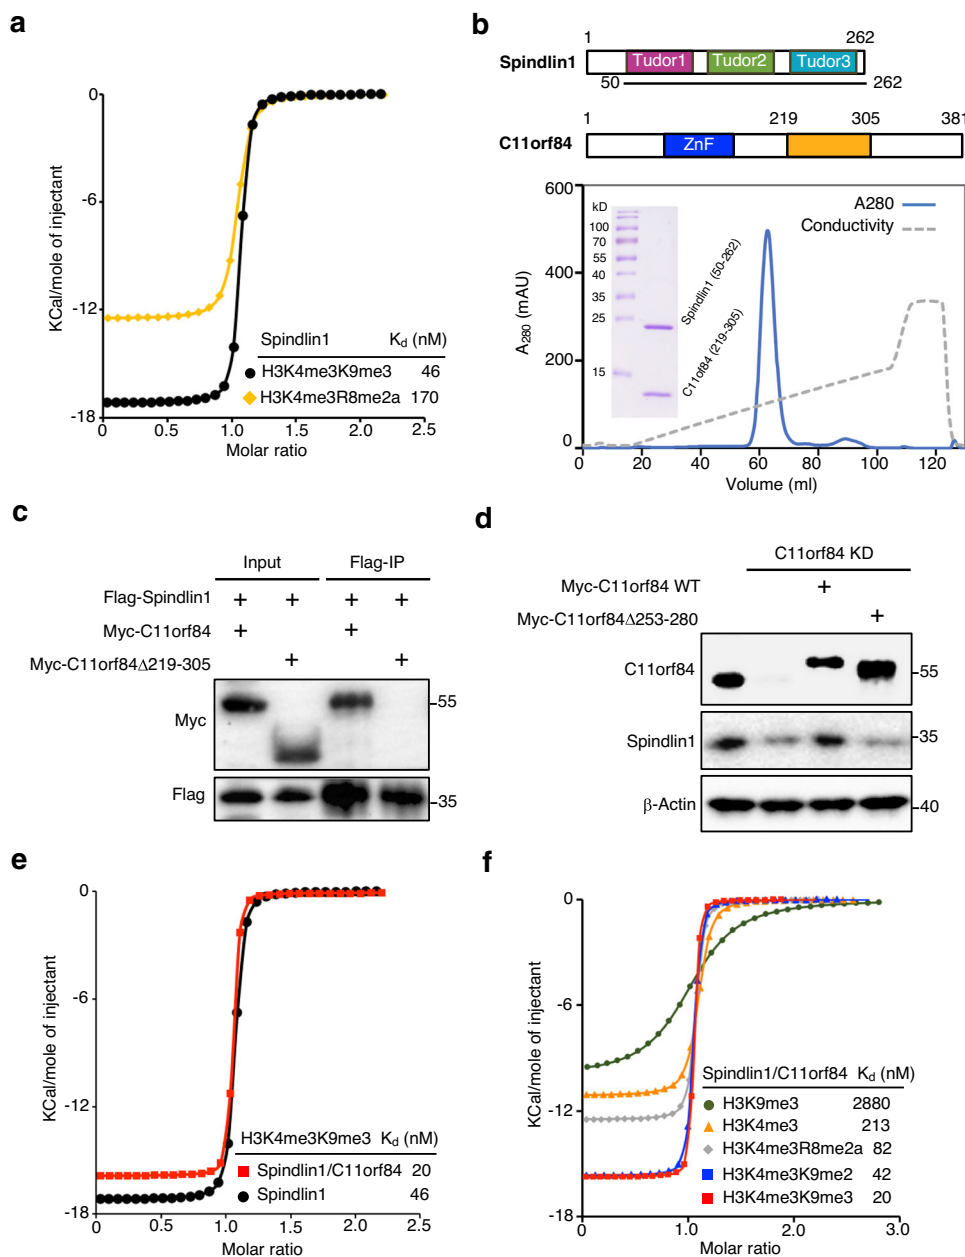 a
0
-6
-12
-18
KCal/mole of injectant
Spindlin1 Kd (nM)
H3K4me3K9me3 46
H3K4me3R8me2a 170
0 0.5 1.0 1.5 2.0 2.5
Molar ratio
b
1 262
Spindlin1 Tudor1 Tudor2 Tudor3
50 262
1 219 305 381
C11orf84 ZnF
600
400
200
0
A280 (mAU)
A280
Conductivity
kD
100
70
55
40
35
25
15
Spindlin1 (50-262)
C11of84 (219-305)
0 20 40 60 80 100 120
Volume (ml)
c
Input Flag-IP
Flag-Spindlin1 + + + +
Myc-C11orf84 + +
Myc-C11orf84Δ219-305 + +
Myc -55
Flag -35
d
C11orf84 KD
Myc-C11orf84 WT +
Myc-C11orf84Δ253-280 +
C11orf84 -55
Spindlin1 -35
β-Actin -40
e
0
-6
-12
-18
KCal/mole of injectant
H3K4me3K9me3 Kd (nM)
Spindlin1/C11orf84 20
Spindlin1 46
0 0.5 1.0 1.5 2.0 2.5
Molar ratio
f
0
-6
-12
-18
KCal/mole of injectant
Spindlin1/C11orf84 Kd (nM)
H3K9me3 2880
H3K4me3 213
H3K4me3R8me2a 82
H3K4me3K9me2 42
H3K4me3K9me3 20
0 1.0 2.0 3.0
Molar ratio